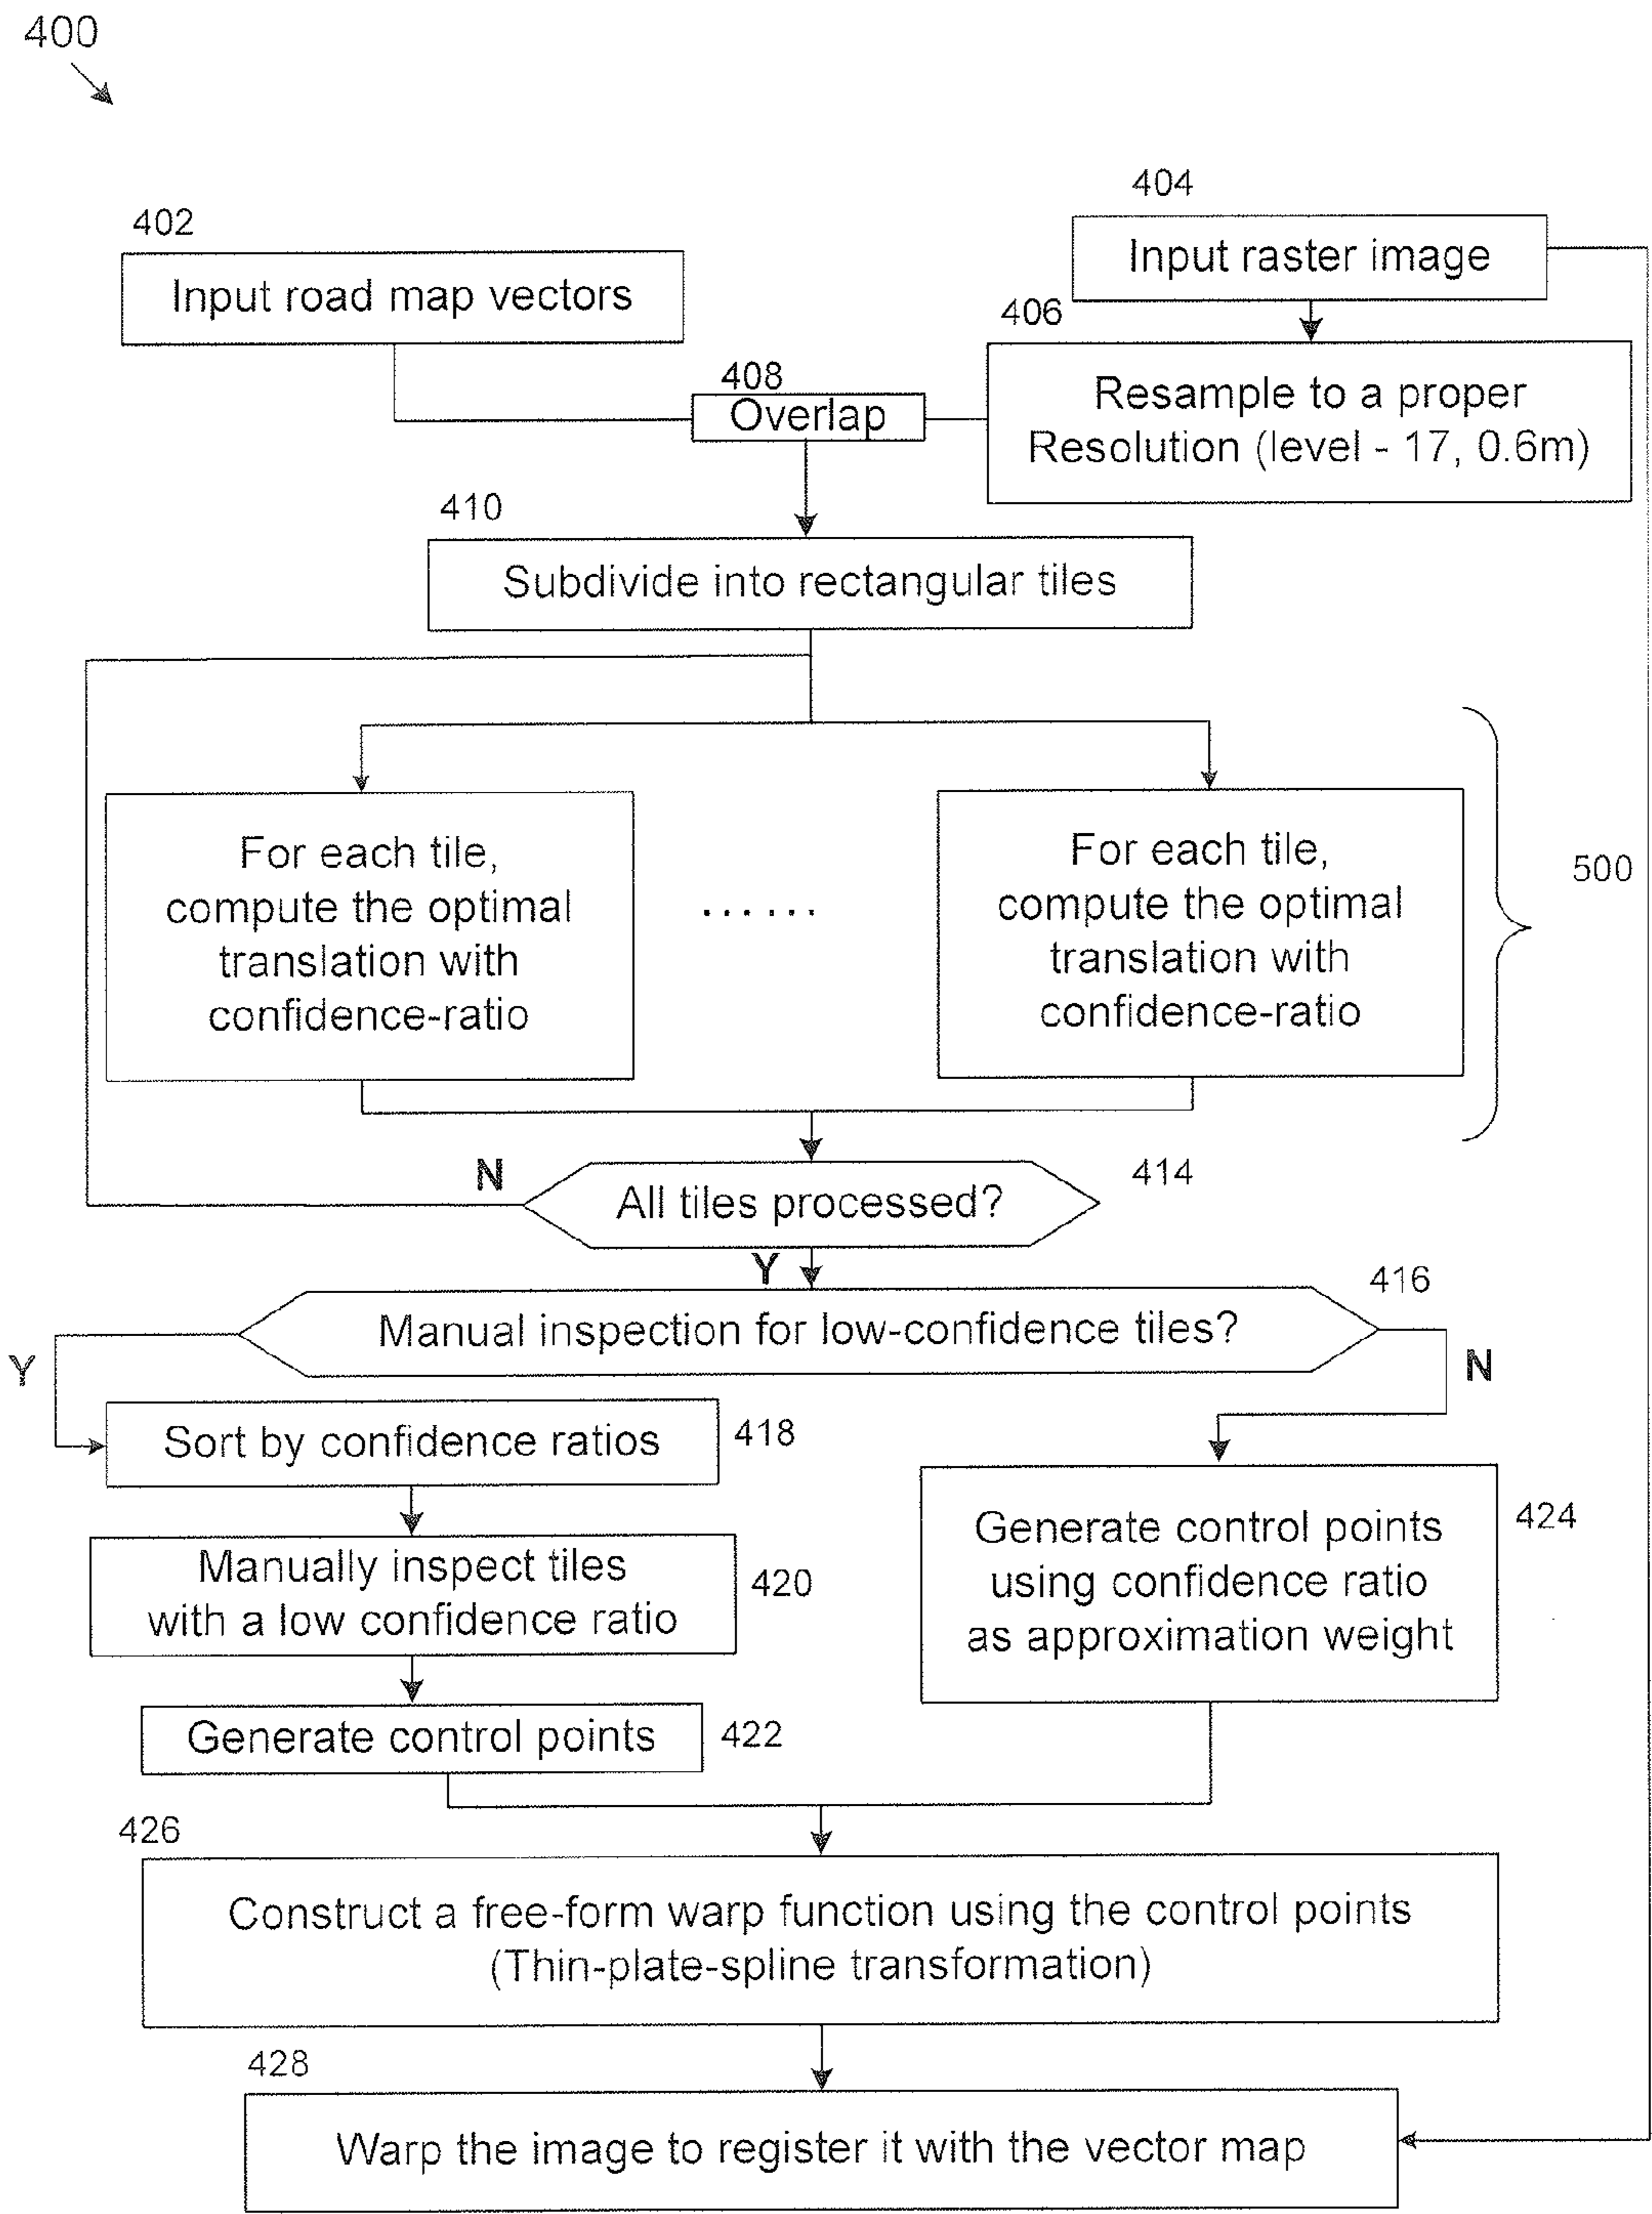 400
404
402
Input raster image
Input road map vectors
406
408
Overlap
Resample to a proper
Resolution (level - 17, 0.6m)
410
Subdivide into rectangular tiles
For each tile,
compute the optimal
translation with
confidence-ratio
......
For each tile,
compute the optimal
translation with
confidence-ratio
500
N
All tiles processed?
414
Y
Manual inspection for low-confidence tiles?
416
Y
N
Sort by confidence ratios
418
Manually inspect tiles
with a low confidence ratio
420
Generate control points
using confidence ratio
as approximation weight
424
Generate control points
422
426
Construct a free-form warp function using the control points
(Thin-plate-spline transformation)
428
Warp the image to register it with the vector map